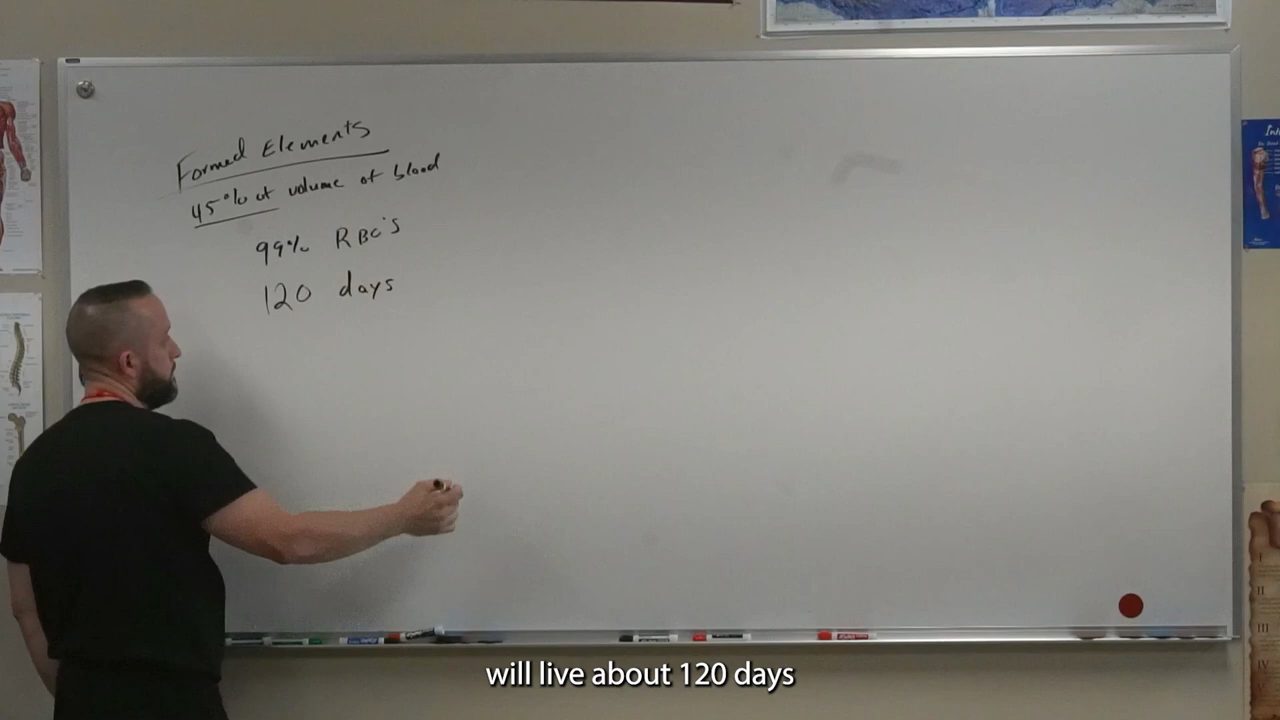 Formed Elements
45% of volume of blood
99% RBC's
120 days
will live about 120 days